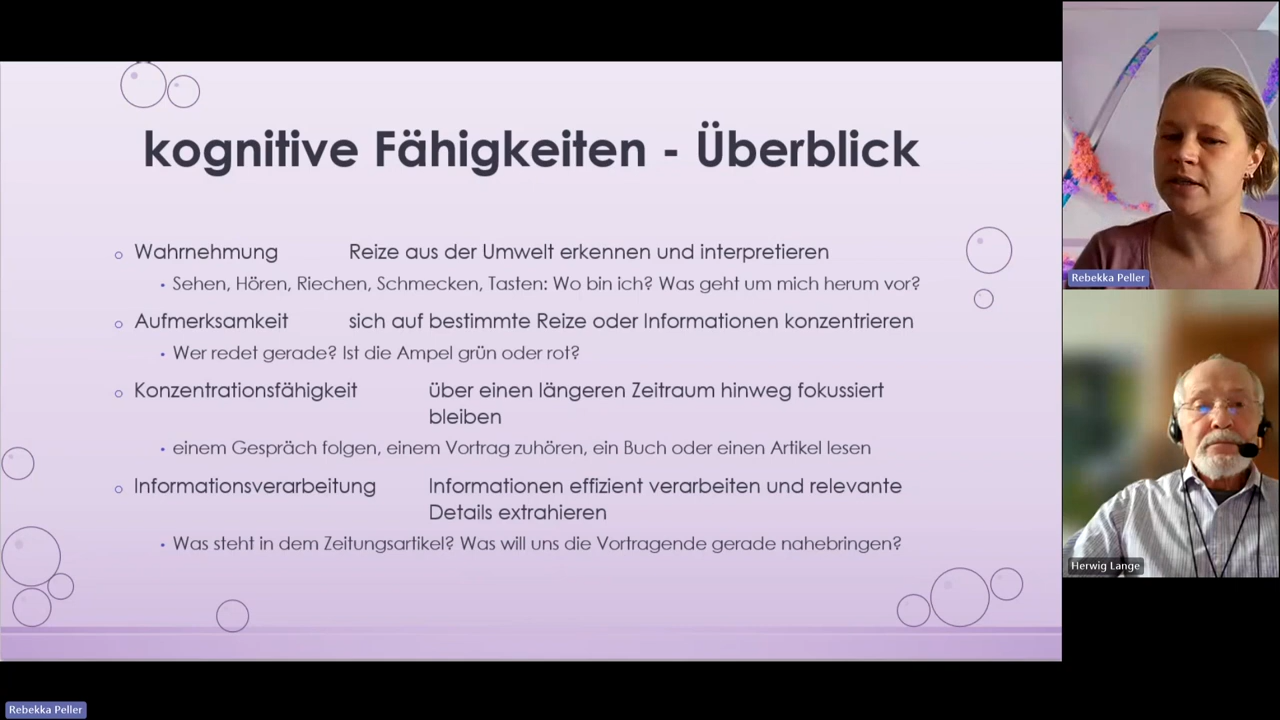 kognitive Fähigkeiten - Überblick
Wahrnehmung Reize aus der Umwelt erkennen und interpretieren
Sehen, Hören, Riechen, Schmecken, Tasten: Wo bin ich? Was geht um mich herum vor?
Aufmerksamkeit sich auf bestimmte Reize oder Informationen konzentrieren
Wer redet gerade? Ist die Ampel grün oder rot?
Konzentrationsfähigkeit über einen längeren Zeitraum hinweg fokussiert
bleiben
einem Gespräch folgen, einem Vortrag zuhören, ein Buch oder einen Artikel lesen
Informationsverarbeitung Informationen effizient verarbeiten und relevante
Details extrahieren
Was steht in dem Zeitungsartikel? Was will uns die Vortragende gerade nahebringen?
Rebekka Peller
Herwig Lange
Rebekka Peller